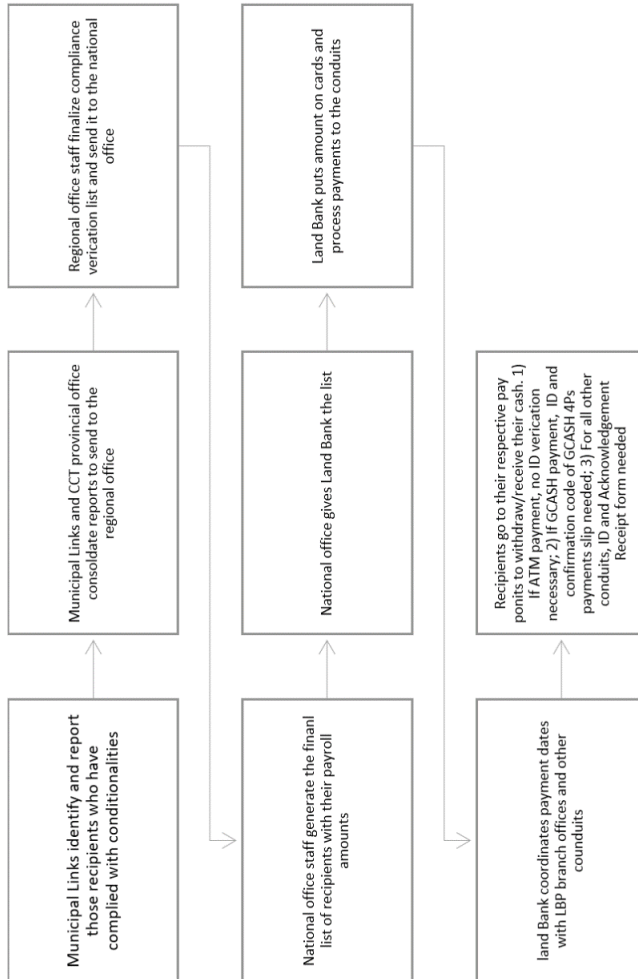 Municipal Links identify and report
those recipients who have
complied with conditionalities
Municipal Links and CCT provincial office
consoldate reports to send to the
regional office
Regional office staff finalize compliance
verication list and send it to the national
office
National office staff generate the finanl
list of recipients with their payroll
amounts
National office gives Land Bank the list
Land Bank puts amount on cards and
process payments to the conduits
land Bank coordinates payment dates
with LBP branch offices and other
counduits
Recipients go to their respective pay
ponits to withdraw/receive their cash. 1)
If ATM payment, no ID verication
necessary; 2) If GCASH payment, ID and
confirmation code of GCASH 4Ps
payments slip needed; 3) For all other
conduits, ID and Acknowledgement
Receipt form needed